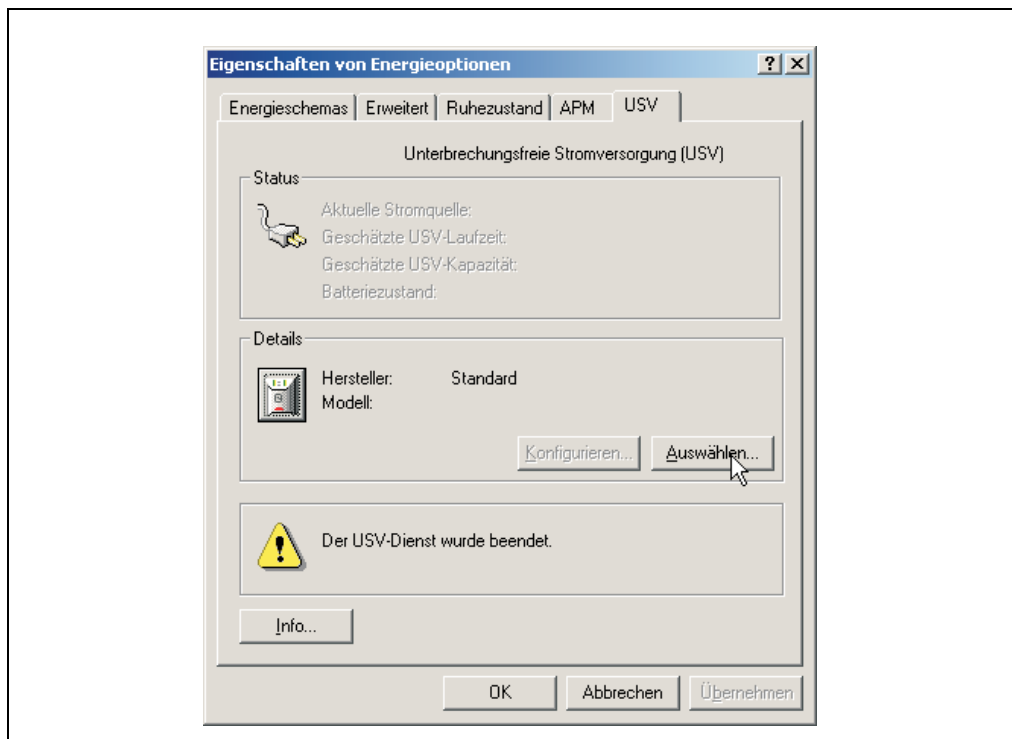 Eigenschaften von Energieoptionen
Energieschemas Erweitert Ruhezustand APM USV
Unterbrechungsfreie Stromversorgung (USV)
Status
Aktuelle Stromquelle:
Geschätzte USV-Laufzeit:
Geschätzte USV-Kapazität:
Batteriezustand:
Details
Hersteller: Standard
Modell:
Konfigurieren... Auswählen...
Der USV-Dienst wurde beendet.
Info...
OK Abbrechen Übernehmen